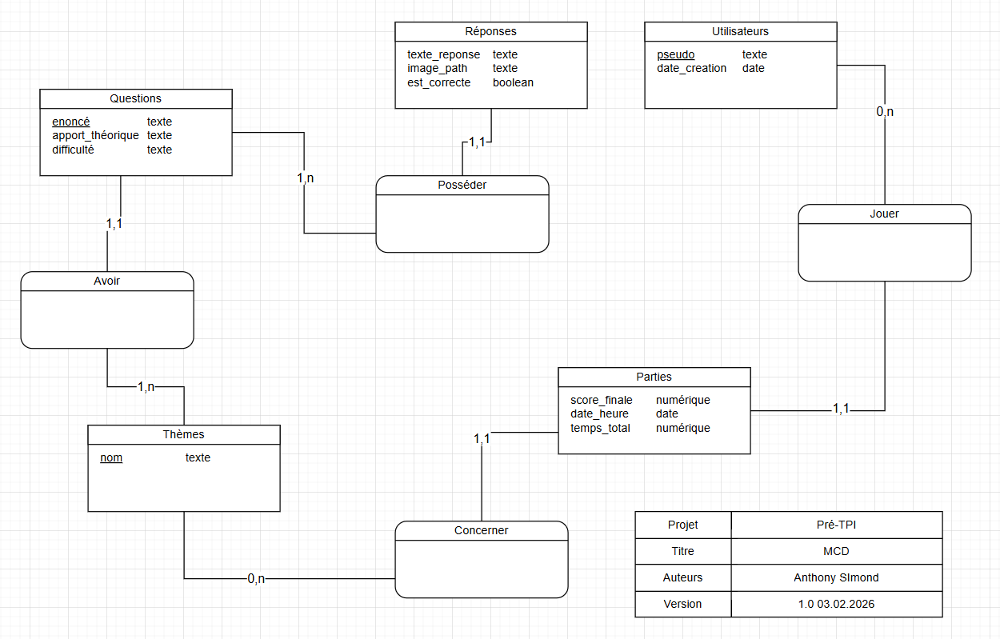 Réponses
texte_reponse texte
image_path texte
est_correcte boolean
Utilisateurs
pseudo texte
date_creation date
Questions
enoncé texte
apport_théorique texte
difficulté texte
0,n
1,1
1,n
Posséder
Jouer
1,1
Avoir
1,n
Parties
score_finale numérique
date_heure date
temps_total numérique
1,1
Thèmes
nom texte
1,1
Concerner
0,n
Projet Pré-TPI
Titre MCD
Auteurs Anthony SImond
Version 1.0 03.02.2026